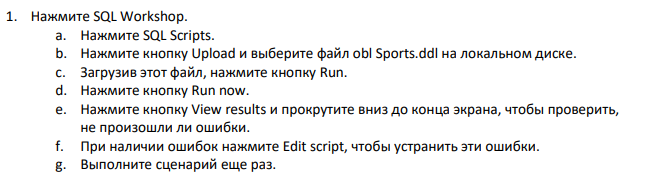 1. Нажмите SQL Workshop.
a. Нажмите SQL Scripts.
b. Нажмите кнопку Upload и выберите файл obl Sports.ddl на локальном диске.
c. Загрузив этот файл, нажмите кнопку Run.
d. Нажмите кнопку Run now.
e. Нажмите кнопку View results и прокрутите вниз до конца экрана, чтобы проверить,
не произошли ли ошибки.
f. При наличии ошибок нажмите Edit script, чтобы устранить эти ошибки.
g. Выполните сценарий еще раз.